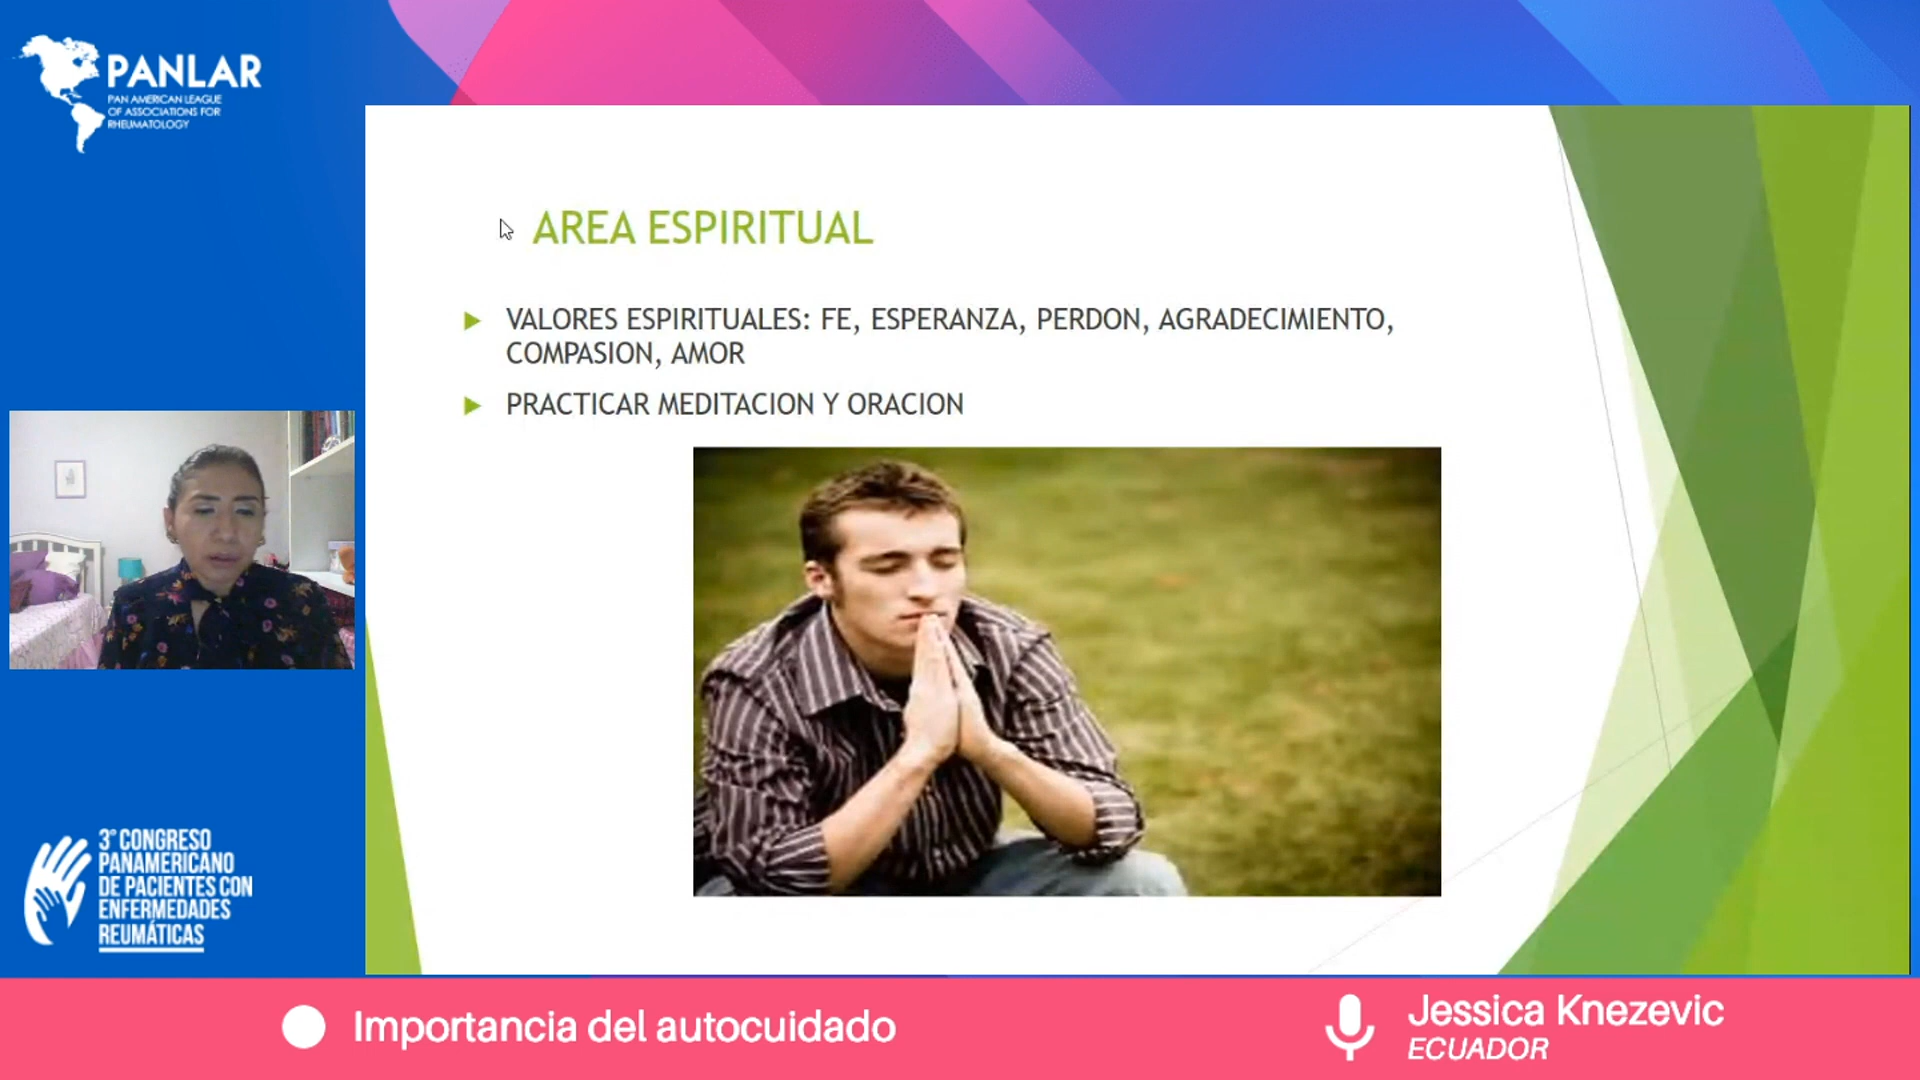 PANLAR
PAN AMERICAN LEAGUE
OF ASSOCIATIONS FOR
RHEUMATOLOGY
AREA ESPIRITUAL
VALORES ESPIRITUALES: FE, ESPERANZA, PERDON, AGRADECIMIENTO,
COMPASION, AMOR
PRACTICAR MEDITACION Y ORACION
3° CONGRESO
PANAMERICANO
DE PACIENTES CON
ENFERMEDADES
REUMÁTICAS
Importancia del autocuidado
Jessica Knezevic
ECUADOR